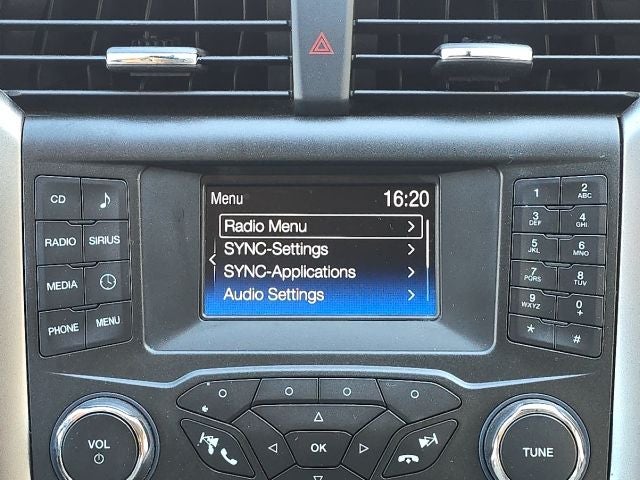 Menu 16:20
Radio Menu
SYNC-Settings
SYNC-Applications
Audio Settings
CD
RADIO SIRIUS
MEDIA
PHONE MENU
1 2 ABC
3 DEF 4 GHI
5 JKL 6 MNO
7 PQRS 8 TUV
9 WXYZ 0 +
* #
VOL
OK
TUNE